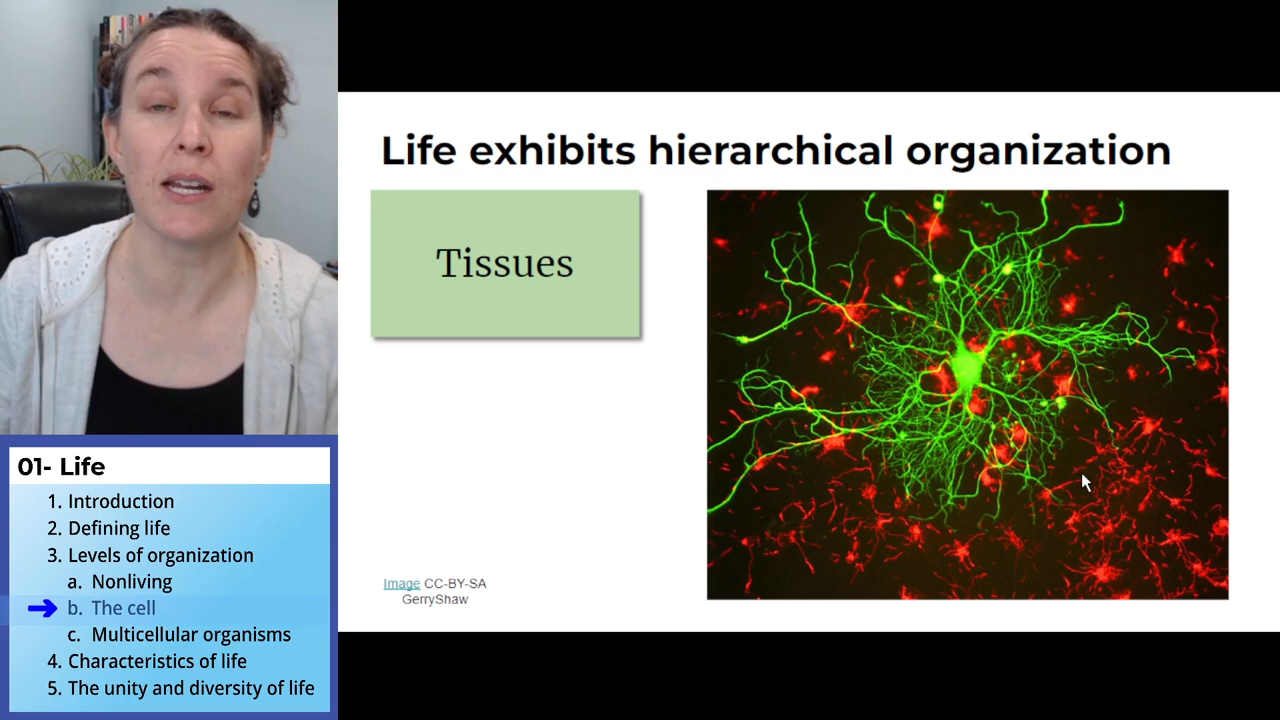 Life exhibits hierarchical organization
Tissues
Image CC-BY-SA
GerryShaw
01- Life
1. Introduction
2. Defining life
3. Levels of organization
a. Nonliving
b. The cell
c. Multicellular organisms
4. Characteristics of life
5. The unity and diversity of life